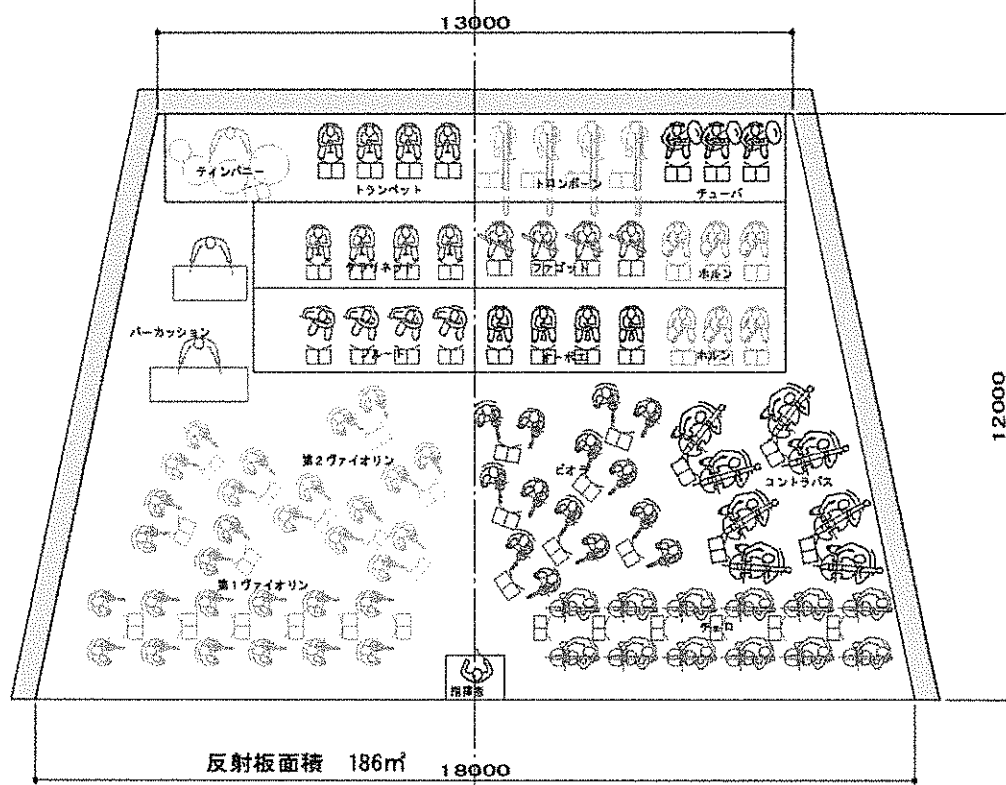 13000
ティンパニー
トランペット
トロンボーン
チューバ
クラリネット
ファゴット
ホルン
パーカッション
フルート
オーボエ
ホルン
12000
第2ヴァイオリン
ビオラ
コントラバス
第1ヴァイオリン
チェロ
指揮者
反射板面積 186㎡
18000